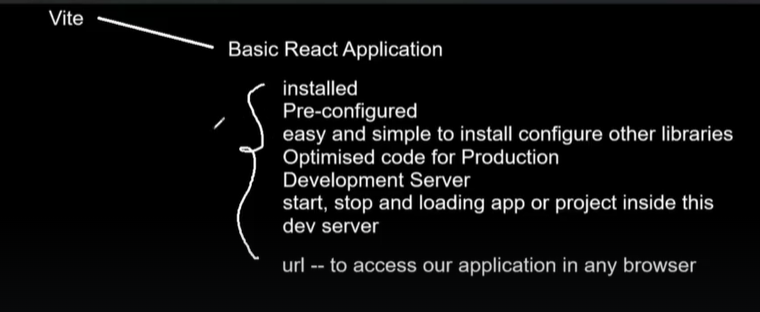 Vite
Basic React Application
installed
Pre-configured
easy and simple to install configure other libraries
Optimised code for Production
Development Server
start, stop and loading app or project inside this
dev server
url -- to access our application in any browser